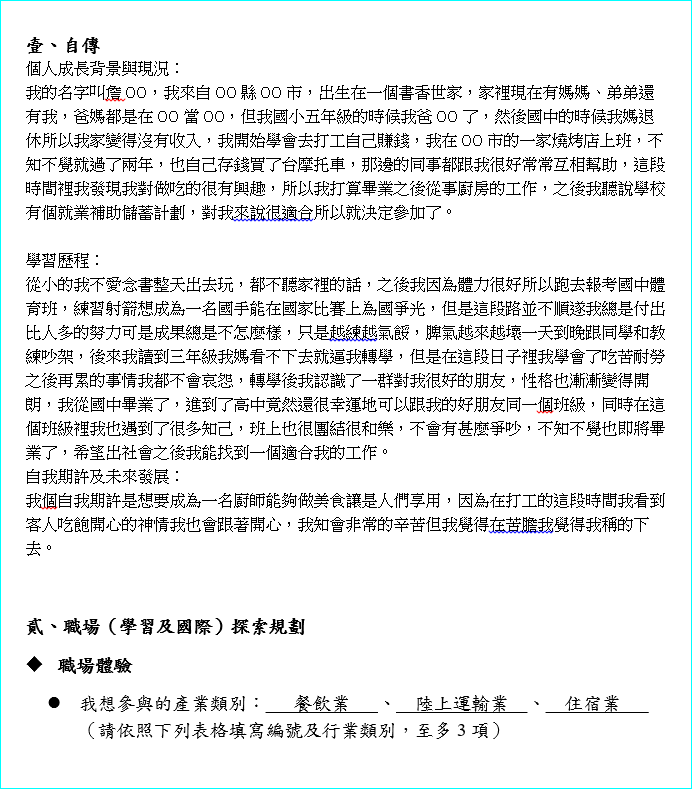 壹、自傳
個人成長背景與現況：
我的名字叫詹OO，我來自OO縣OO市，出生在一個書香世家，家裡現在有媽媽、弟弟還
有我，爸媽都是在OO當OO，但我國小五年級的時候我爸OO了，然後國中的時候我媽退
休所以我家變得沒有收入，我開始學會去打工自己賺錢，我在OO市的一家燒烤店上班，不
知不覺就過了兩年，也自己存錢買了台摩托車，那邊的同事都跟我很好常常互相幫助，這段
時間裡我發現我對做吃的很有興趣，所以我打算畢業之後從事厨房的工作，之後我聽說學校
有個就業補助儲蓄計劃，對我來說很適合所以就決定參加了。
學習歷程：
從小的我不愛念書整天出去玩，都不聽家裡的話，之後我因為體力很好所以跑去報考國中體
育班，練習射箭想成為一名國手能在國家比賽上為國爭光，但是這段路並不順遂我總是付出
比人多的努力可是成果總是不怎麼樣，只是越練越氣餒，脾氣越來越壞一天到晚跟同學和教
練吵架，後來我讀到三年級我媽看不下去就逼我轉學，但是在這段日子裡我學會了吃苦耐勞
之後再累的事情我都不會哀怨，轉學後我認識了一群對我很好的朋友，性格也漸漸變得開
朗，我從國中畢業了，進到了高中竟然還很幸運地可以跟我的好朋友同一個班級，同時在這
個班級裡我也遇到了很多知己，班上也很團結很和樂，不會有甚麼爭吵，不知不覺也即將畢
業了，希望出社會之後我能找到一個適合我的工作。
自我期許及未來發展：
我個自我期許是想要成為一名厨師能夠做美食讓是人們享用，因為在打工的這段時間我看到
客人吃飽開心的神情我也會跟著開心，我知會非常的辛苦但我覺得在苦膽我覺得我稱的下
去。
貳、職場（學習及國際）探索規劃
◆ 職場體驗
● 我想參與的產業類別：餐飲業、陸上運輸業、住宿業
（請依照下列表格填寫編號及行業類別，至多3項）